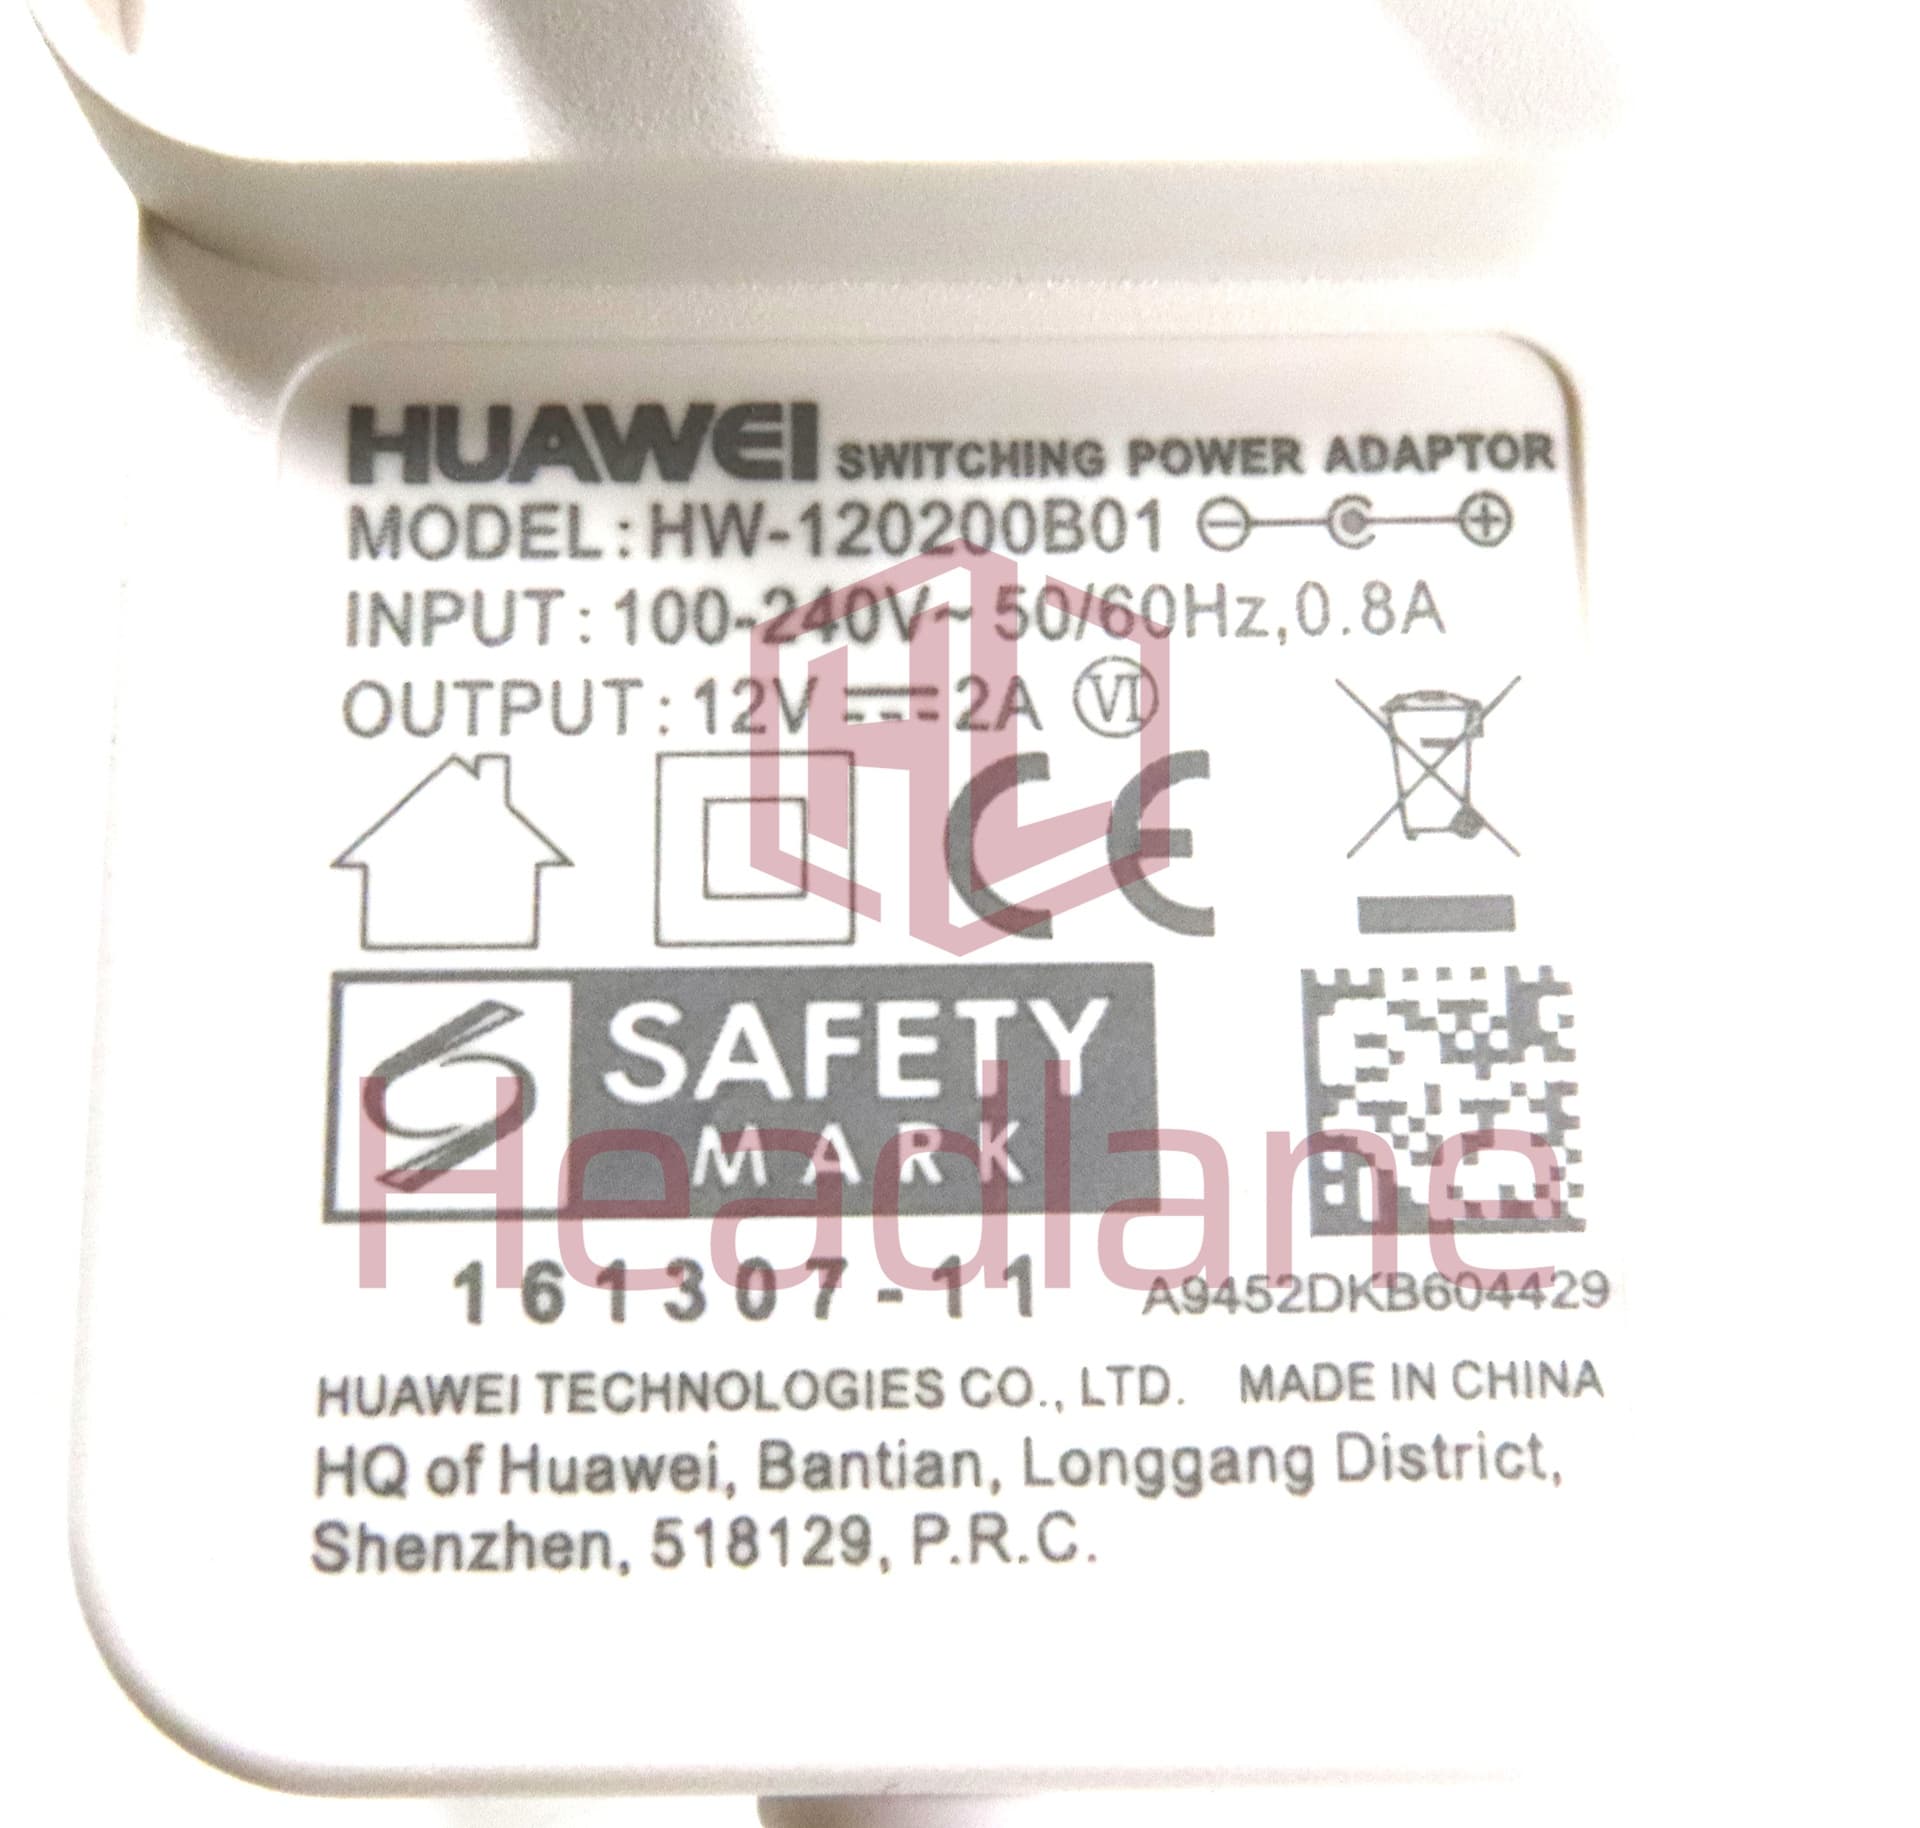 HUAWEI SWITCHING POWER ADAPTOR
MODEL: HW-120200B01
INPUT: 100-240V~ 50/60Hz,0.8A
OUTPUT: 12V ⎓ 2A Ⅵ
CE
SAFETY
MARK
161307-11
A9452DKB604429
HUAWEI TECHNOLOGIES CO., LTD. MADE IN CHINA
HQ of Huawei, Bantian, Longgang District,
Shenzhen, 518129, P.R.C.
HL
Headlane